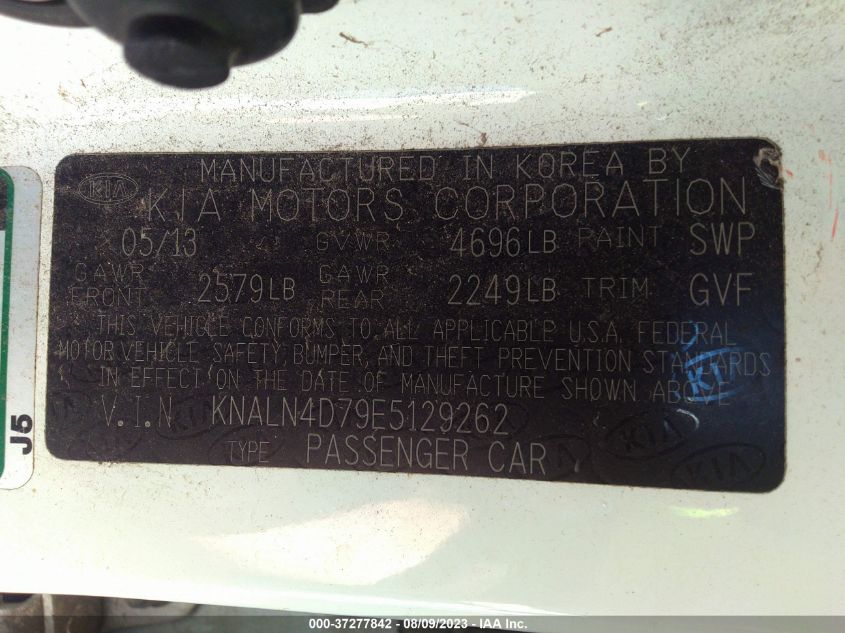 MANUFACTURED IN KOREA BY
KIA KIA MOTORS CORPORATION
05/13 GVWR 4696LB PAINT SWP
GAWR FRONT 2579LB GAWR REAR 2249LB TRIM GVF
THIS VEHICLE CONFORMS TO ALL APPLICABLE U.S.A. FEDERAL
MOTOR VEHICLE SAFETY, BUMPER, AND THEFT PREVENTION STANDARDS
IN EFFECT ON THE DATE OF MANUFACTURE SHOWN ABOVE
V.I.N KNALN4D79E5129262
TYPE PASSENGER CAR
KIA
KIA
KIA
J5
000-37277842 - 08/09/2023 - IAA Inc.